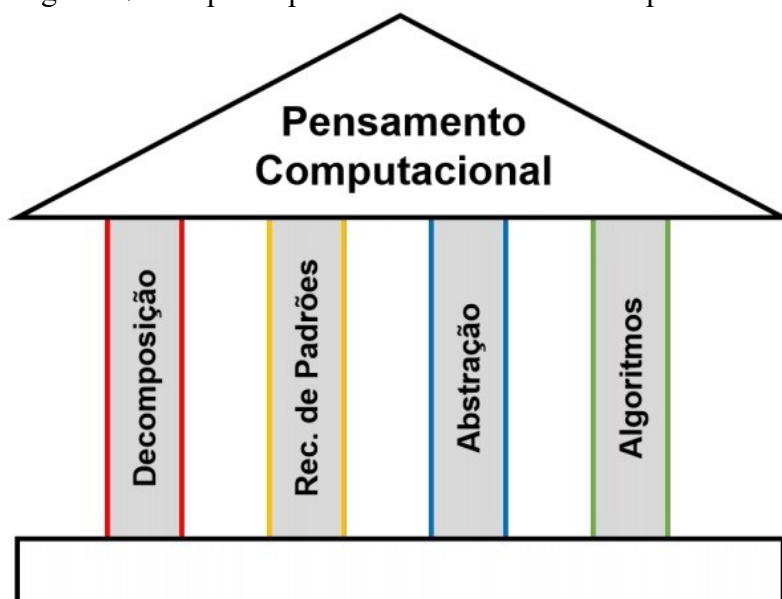 Pensamento
Computacional
Decomposição
Rec. de Padrões
Abstração
Algoritmos